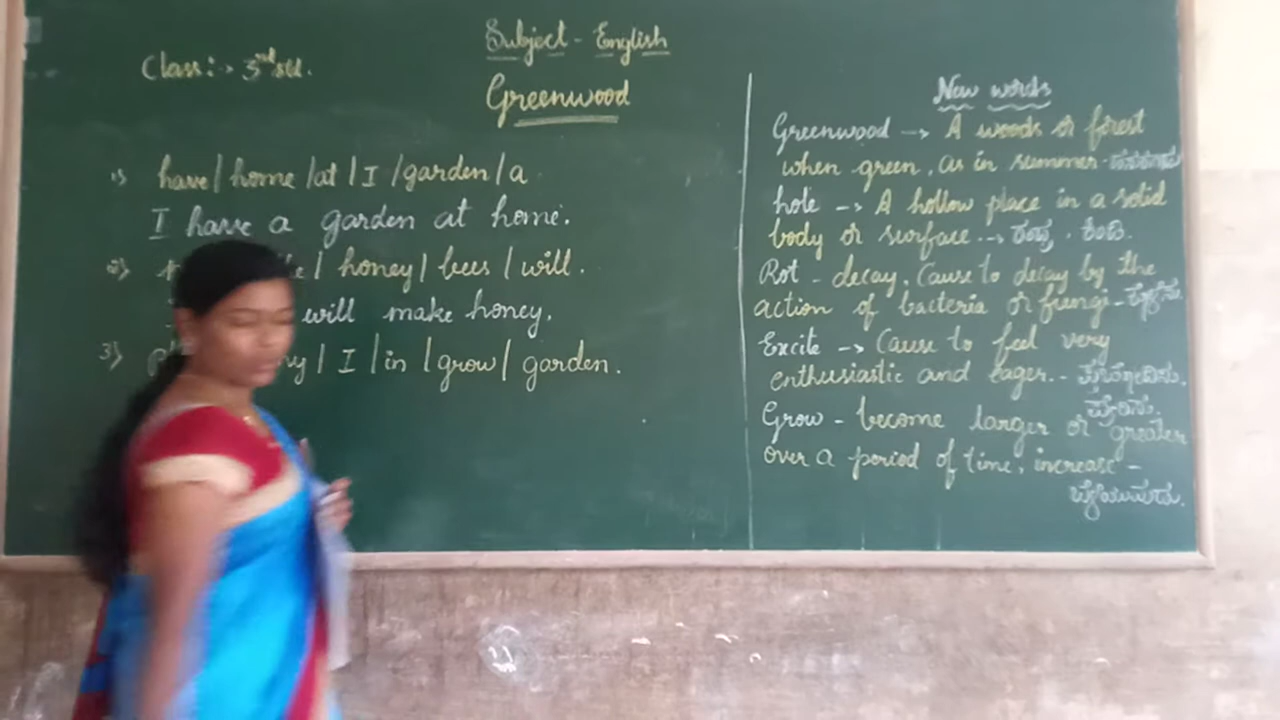 Subject - English
Class :-> 3rd std.
Greenwood
1) have / home / at / I / garden / a
I have a garden at home.
2) / honey / bees / will.
will make honey.
3) / I / in / grow / garden.
New words
Greenwood -> A woods or forest
when green, as in summer.
hole -> A hollow place in a solid
body or surface. ->
Rot - decay, Cause to decay by the
action of bacteria or fungi -
Excite -> Cause to feel very
enthusiastic and eager. -
Grow - become larger or greater
over a period of time, increase -